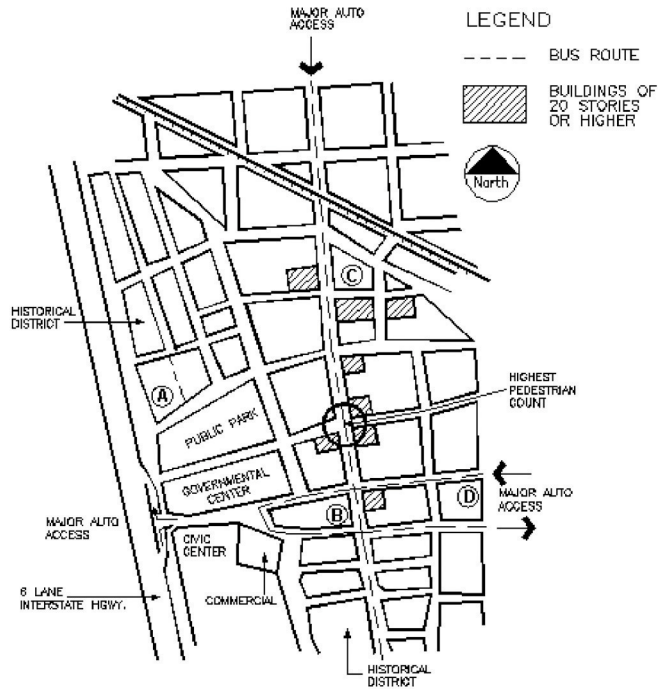 MAJOR AUTO
ACCESS
LEGEND
BUS ROUTE
BUILDINGS OF
20 STORIES
OR HIGHER
North
C
HISTORICAL
DISTRICT
A
HIGHEST
PEDESTRIAN
COUNT
PUBLIC PARK
GOVERNMENTAL
CENTER
D
B
MAJOR AUTO
ACCESS
MAJOR AUTO
ACCESS
CIVIC
CENTER
6 LANE
INTERSTATE HGWY.
COMMERCIAL
HISTORICAL
DISTRICT